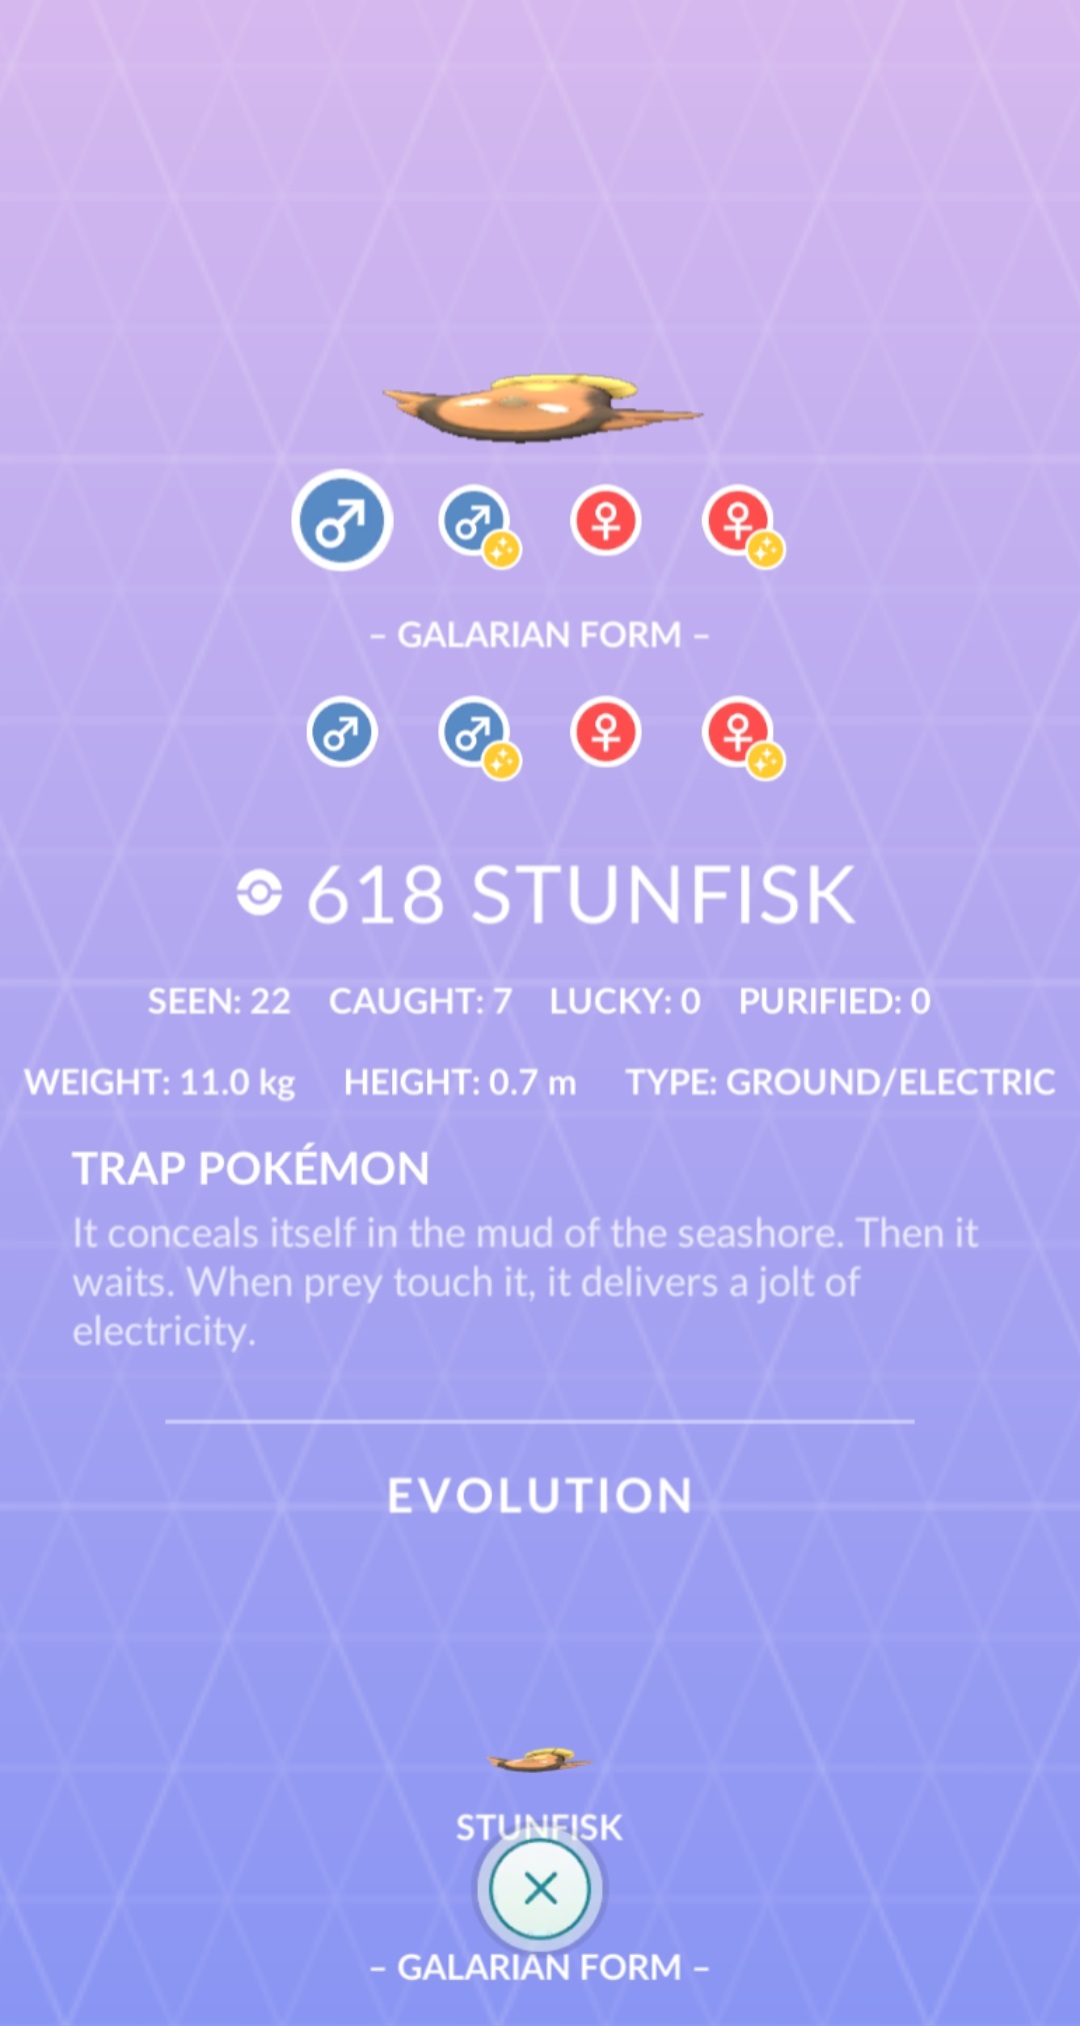 – GALARIAN FORM –
618 STUNFISK
SEEN: 22 CAUGHT: 7 LUCKY: 0 PURIFIED: 0
WEIGHT: 11.0 kg HEIGHT: 0.7 m TYPE: GROUND/ELECTRIC
TRAP POKÉMON
It conceals itself in the mud of the seashore. Then it
waits. When prey touch it, it delivers a jolt of
electricity.
EVOLUTION
STUNFISK
– GALARIAN FORM –